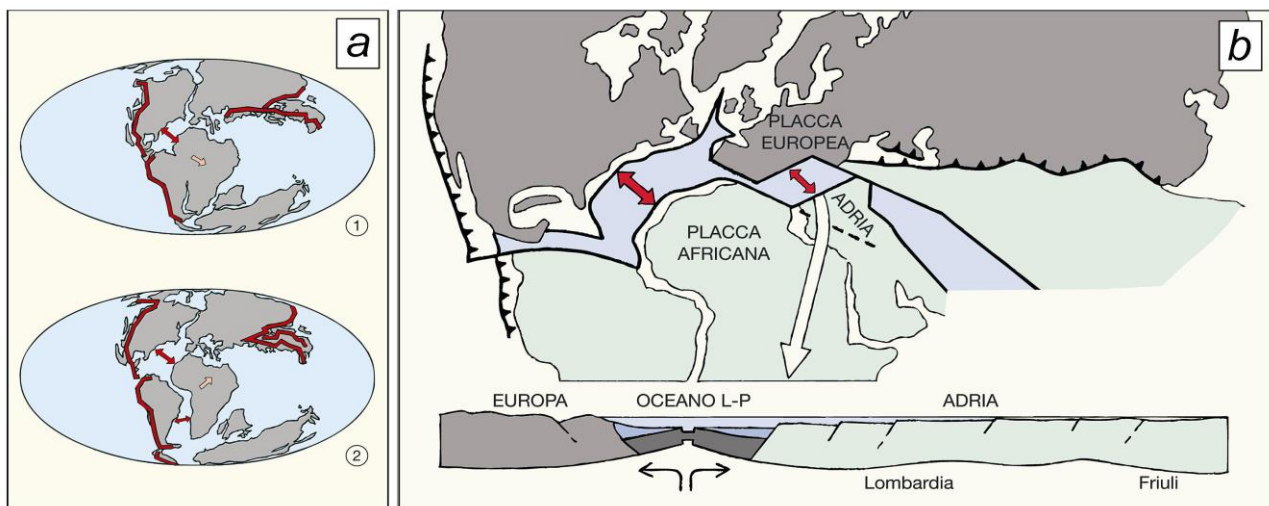 a
1
2
b
PLACCA
EUROPEA
ADRIA
PLACCA
AFRICANA
EUROPA
OCEANO L-P
ADRIA
Lombardia
Friuli